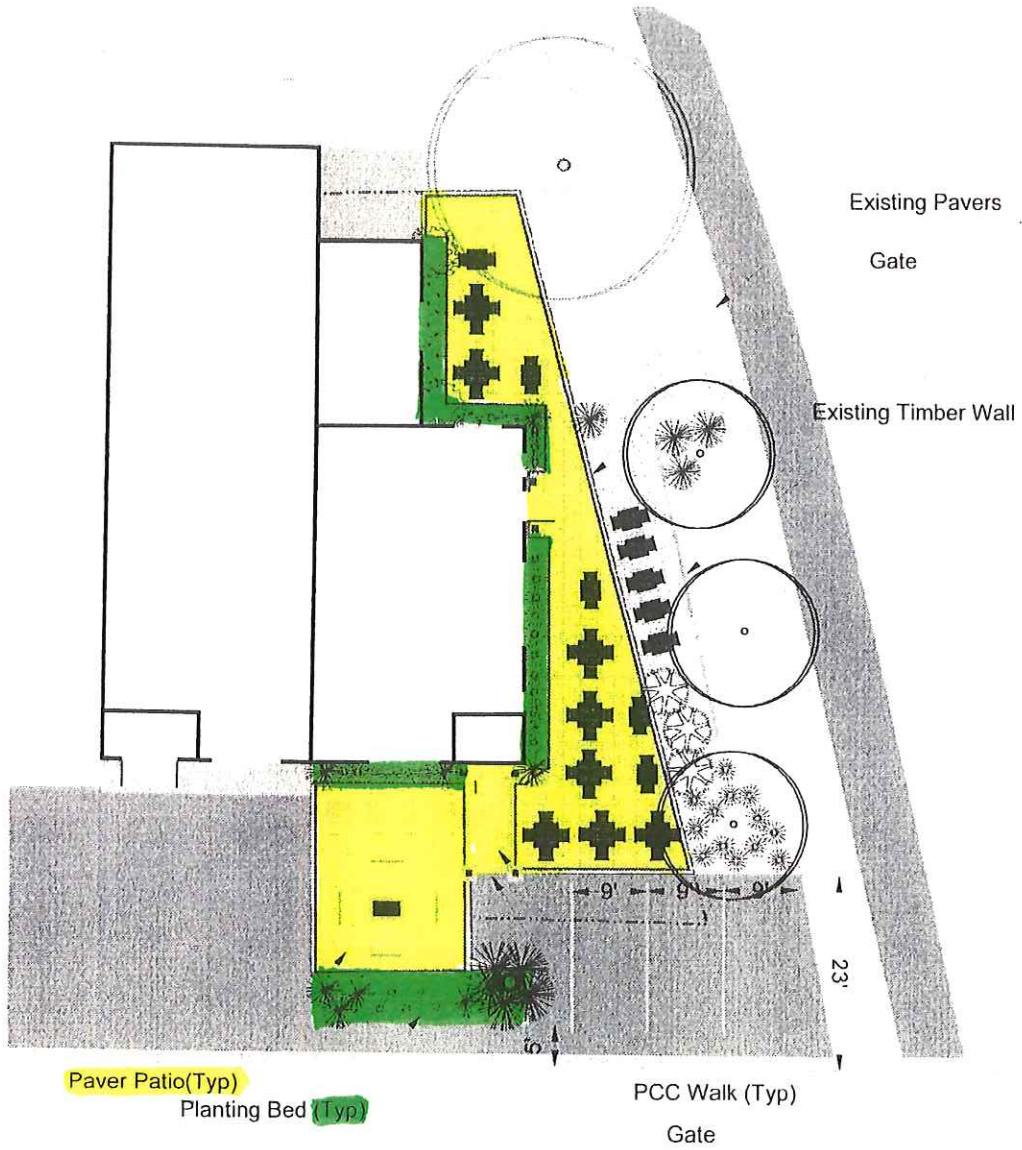 Existing Pavers
Gate
Existing Timber Wall
9' 9' 9'
23'
5'
Paver Patio(Typ)
Planting Bed (Typ)
PCC Walk (Typ)
Gate